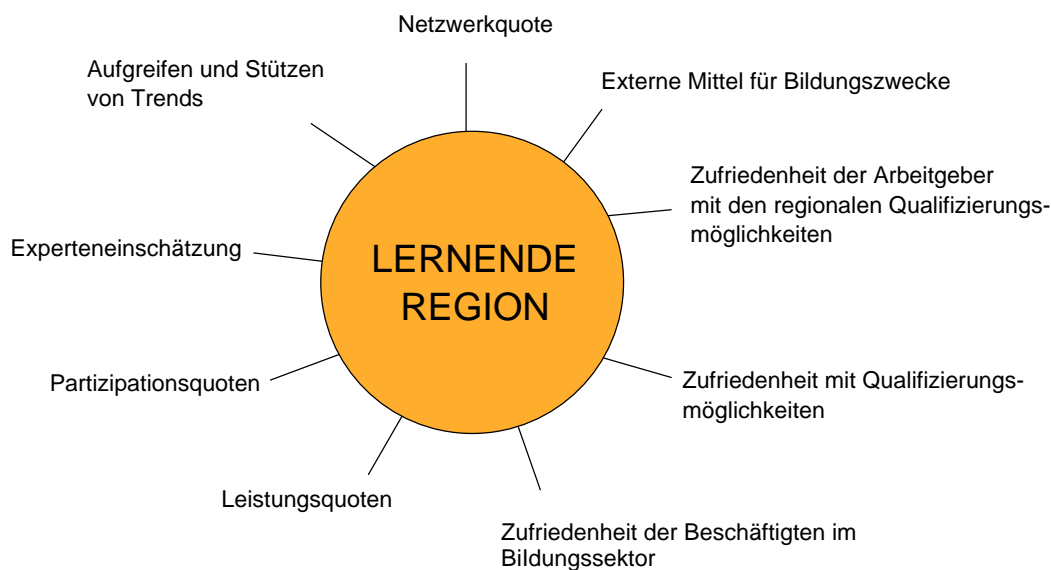 Netzwerkquote
Aufgreifen und Stützen
von Trends
Externe Mittel für Bildungszwecke
Zufriedenheit der Arbeitgeber
mit den regionalen Qualifizierungs-
möglichkeiten
Experteneinschätzung
LERNENDE
REGION
Partizipationsquoten
Zufriedenheit mit Qualifizierungs-
möglichkeiten
Leistungsquoten
Zufriedenheit der Beschäftigten im
Bildungssektor